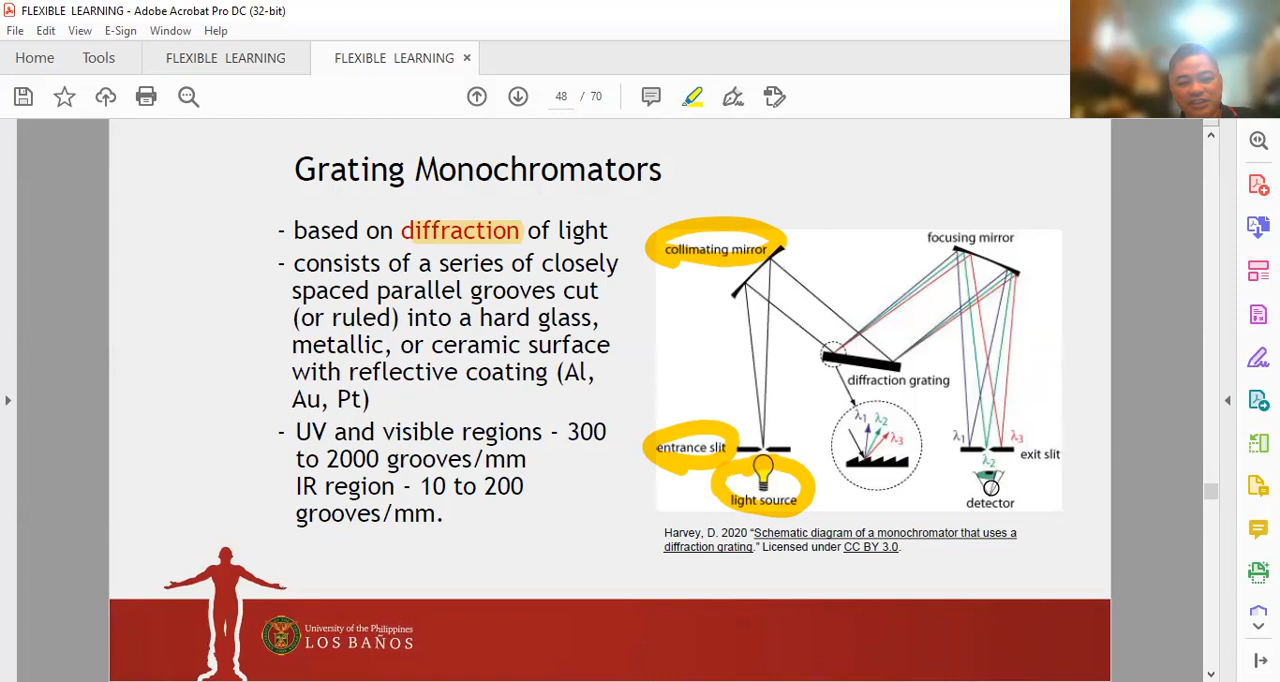 FLEXIBLE LEARNING - Adobe Acrobat Pro DC (32-bit)
File Edit View E-Sign Window Help
Home Tools FLEXIBLE LEARNING FLEXIBLE LEARNING ×
48 / 70
Grating Monochromators
- based on diffraction of light
- consists of a series of closely
spaced parallel grooves cut
(or ruled) into a hard glass,
metallic, or ceramic surface
with reflective coating (Al,
Au, Pt)
- UV and visible regions - 300
to 2000 grooves/mm
IR region - 10 to 200
grooves/mm.
collimating mirror
focusing mirror
diffraction grating
λ1 λ2 λ3
entrance slit
light source
λ1 λ2 λ3
exit slit
detector
Harvey, D. 2020 “Schematic diagram of a monochromator that uses a
diffraction grating.” Licensed under CC BY 3.0.
University of the Philippines
LOS BAÑOS